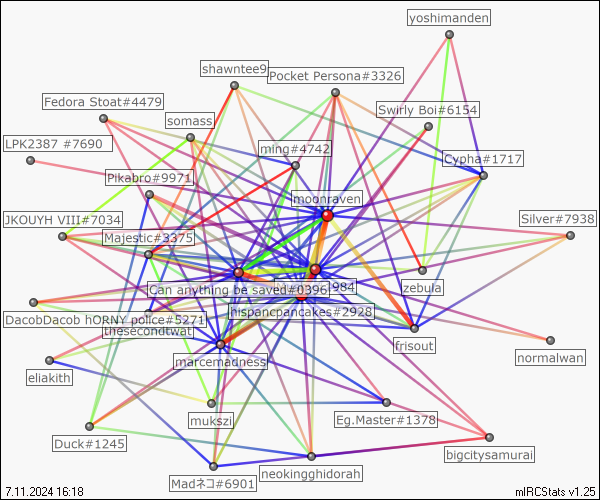 yoshimanden
shawntee9
Pocket Persona#3326
Fedora Stoat#4479
Swirly Boi#6154
somass
LPK2387 #7690
ming#4742
Cypha#1717
Pikabro#9971
moonraven
JKOUYH VIII#7034
Silver#7938
Majestic#3375
Can anything be saved#0396
984
zebula
DacobDacob hORNY police#5271
hispancpancakes#2928
thesecondtwat
frisout
marcemadness
normalwan
eliakith
mukszi
Eg.Master#1378
Duck#1245
bigcitysamurai
Madネコ#6901
neokingghidorah
7.11.2024 16:18
mIRCStats v1.25